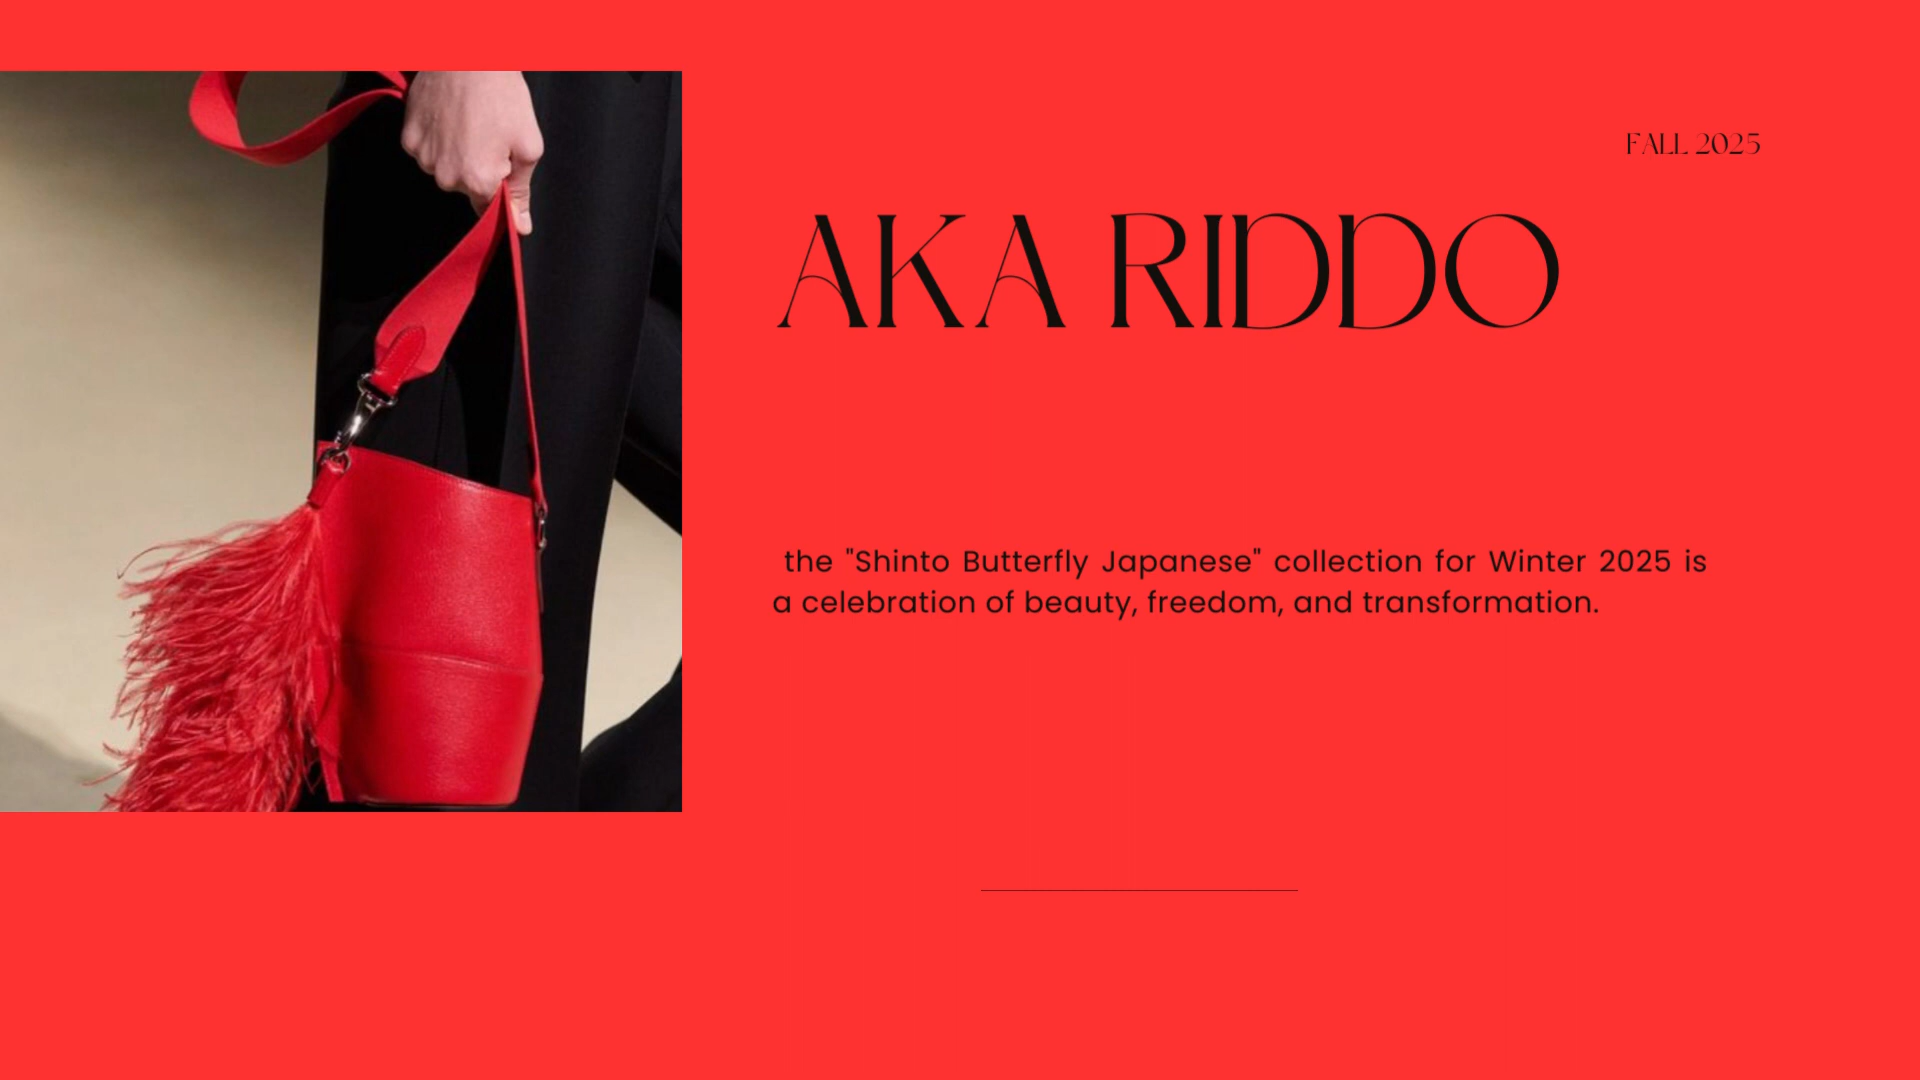 FALL 2025
AKA RIDDO
the "Shinto Butterfly Japanese" collection for Winter 2025 is
a celebration of beauty, freedom, and transformation.